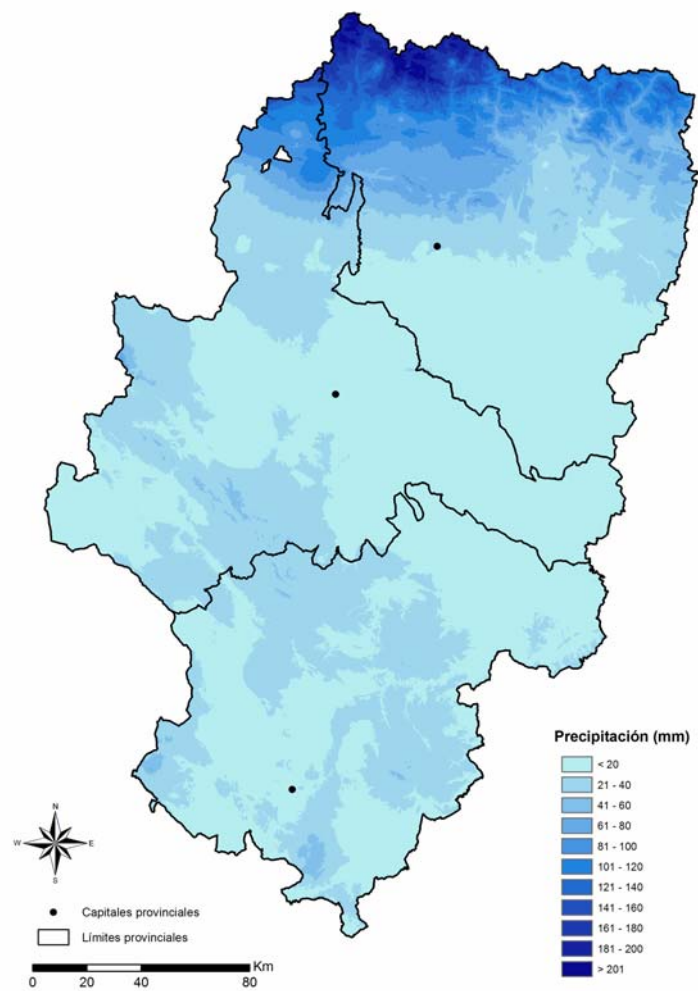 Precipitación (mm)
< 20
21 - 40
41 - 60
61 - 80
81 - 100
101 - 120
121 - 140
141 - 160
161 - 180
181 - 200
> 201
N
W E
S
Capitales provinciales
Límites provinciales
Km
0 20 40 80